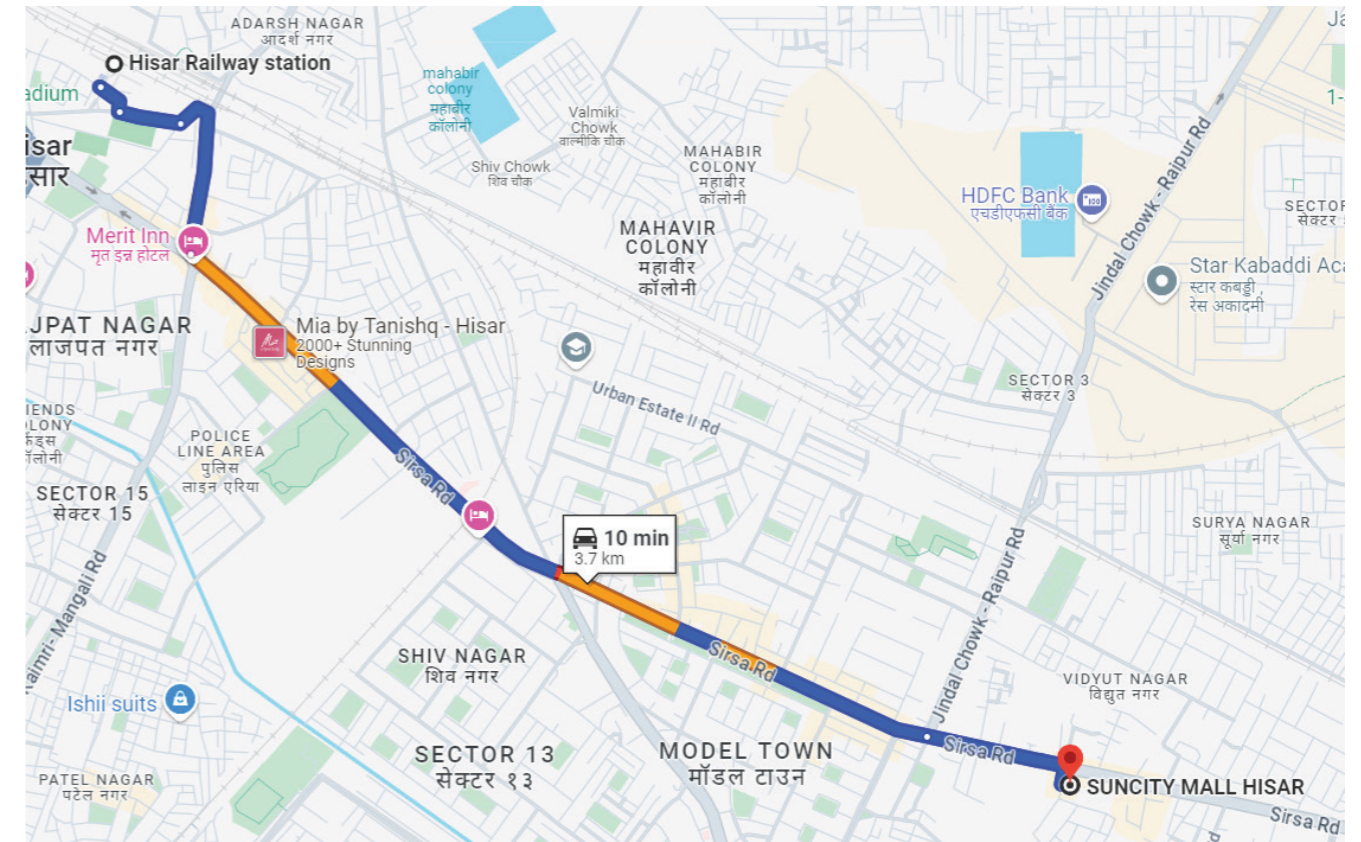 ADARSH NAGAR
आदर्श नगर
Hisar Railway station
adium
isar
सार
mahabir
colony
महाबीर
कॉलोनी
Valmiki
Chowk
वाल्मीकि चौक
Shiv Chowk
शिव चौक
MAHABIR
COLONY
महाबीर
कॉलोनी
Ja
1-
HDFC Bank
एचडीएफसी बैंक
Jindal Chowk - Raipur Rd
SECTOR
सेक्टर
Merit Inn
मृत इन्न होटल
MAHAVIR
COLONY
महावीर
कॉलोनी
Star Kabaddi Aca
स्टार कबड्डी ,
रेस अकादमी
JPAT NAGAR
लाजपत नगर
Mia by Tanishq - Hisar
2000+ Stunning
Designs
Urban Estate II Rd
SECTOR 3
सेक्टर 3
IENDS
LONY
POLICE
LINE AREA
पुलिस
लाइन एरिया
Sirsa Rd
SECTOR 15
सेक्टर 15
10 min
3.7 km
SURYA NAGAR
सूर्या नगर
Kaimri- Mangali Rd
Jindal Chowk - Raipur Rd
SHIV NAGAR
शिव नगर
Sirsa Rd
VIDYUT NAGAR
विद्युत नगर
Ishii suits
SECTOR 13
सेक्टर १३
MODEL TOWN
मॉडल टाउन
Sirsa Rd
PATEL NAGAR
पटेल नगर
SUNCITY MALL HISAR
Sirsa Rd